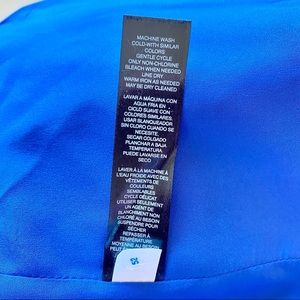 MACHINE WASH
COLD-WITH SIMILAR
COLORS
GENTLE CYCLE
ONLY NON CHLORINE
BLEACH WHEN NEEDED
LINE DRY
WARM IRON AS NEEDED
MAY BE DRY CLEANED
LAVAR A MÁQUINA CON
AGUA FRIA EN
CICLO SUAVE CON
COLORES SIMILARES.
USAR BLANQUEADOR
SIN CLORO CUANDO SE
NECESITE.
SECAR COLGADO
PLANCHAR A BAJA
TEMPERATURA
PUEDE LAVARSE EN
SECO
LAVER À LA MACHINE À
L'EAU FROIDE AVEC DES
VÊTEMENTS DE
COULEURS
SEMBLABLES
CYCLE DÉLICAT
UTILISER SEULEMENT
UN AGENT DE
BLANCHIMENT NON
CHLORÉ AU BESOIN
SUSPENDRE POUR
SÉCHER
REPASSER À
TEMPÉRATURE
MOYENNE AU BESOIN
PEUT